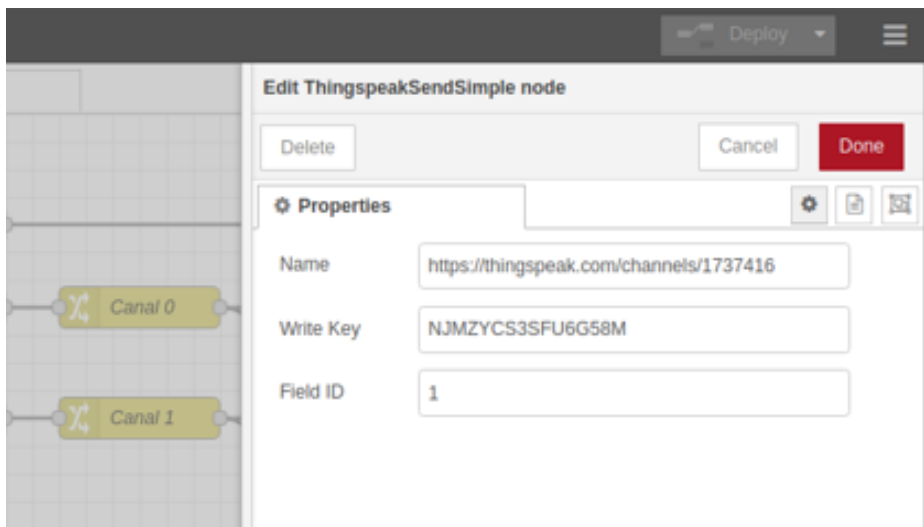 Deploy
Edit ThingspeakSendSimple node
Delete
Cancel
Done
Properties
Name
https://thingspeak.com/channels/1737416
Write Key
NJMZYCS3SFU6G58M
Field ID
1
Canal 0
Canal 1